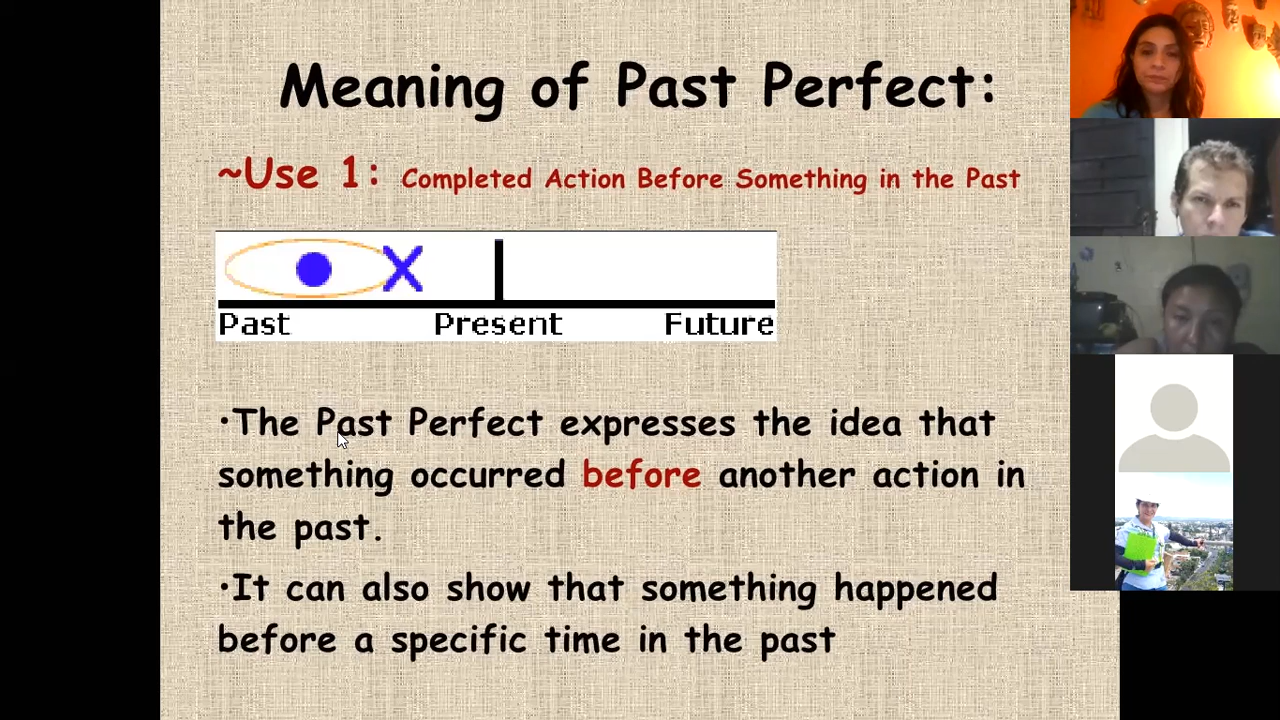 Meaning of Past Perfect:
~Use 1: Completed Action Before Something in the Past
X
Past Present Future
•The Past Perfect expresses the idea that
something occurred before another action in
the past.
•It can also show that something happened
before a specific time in the past